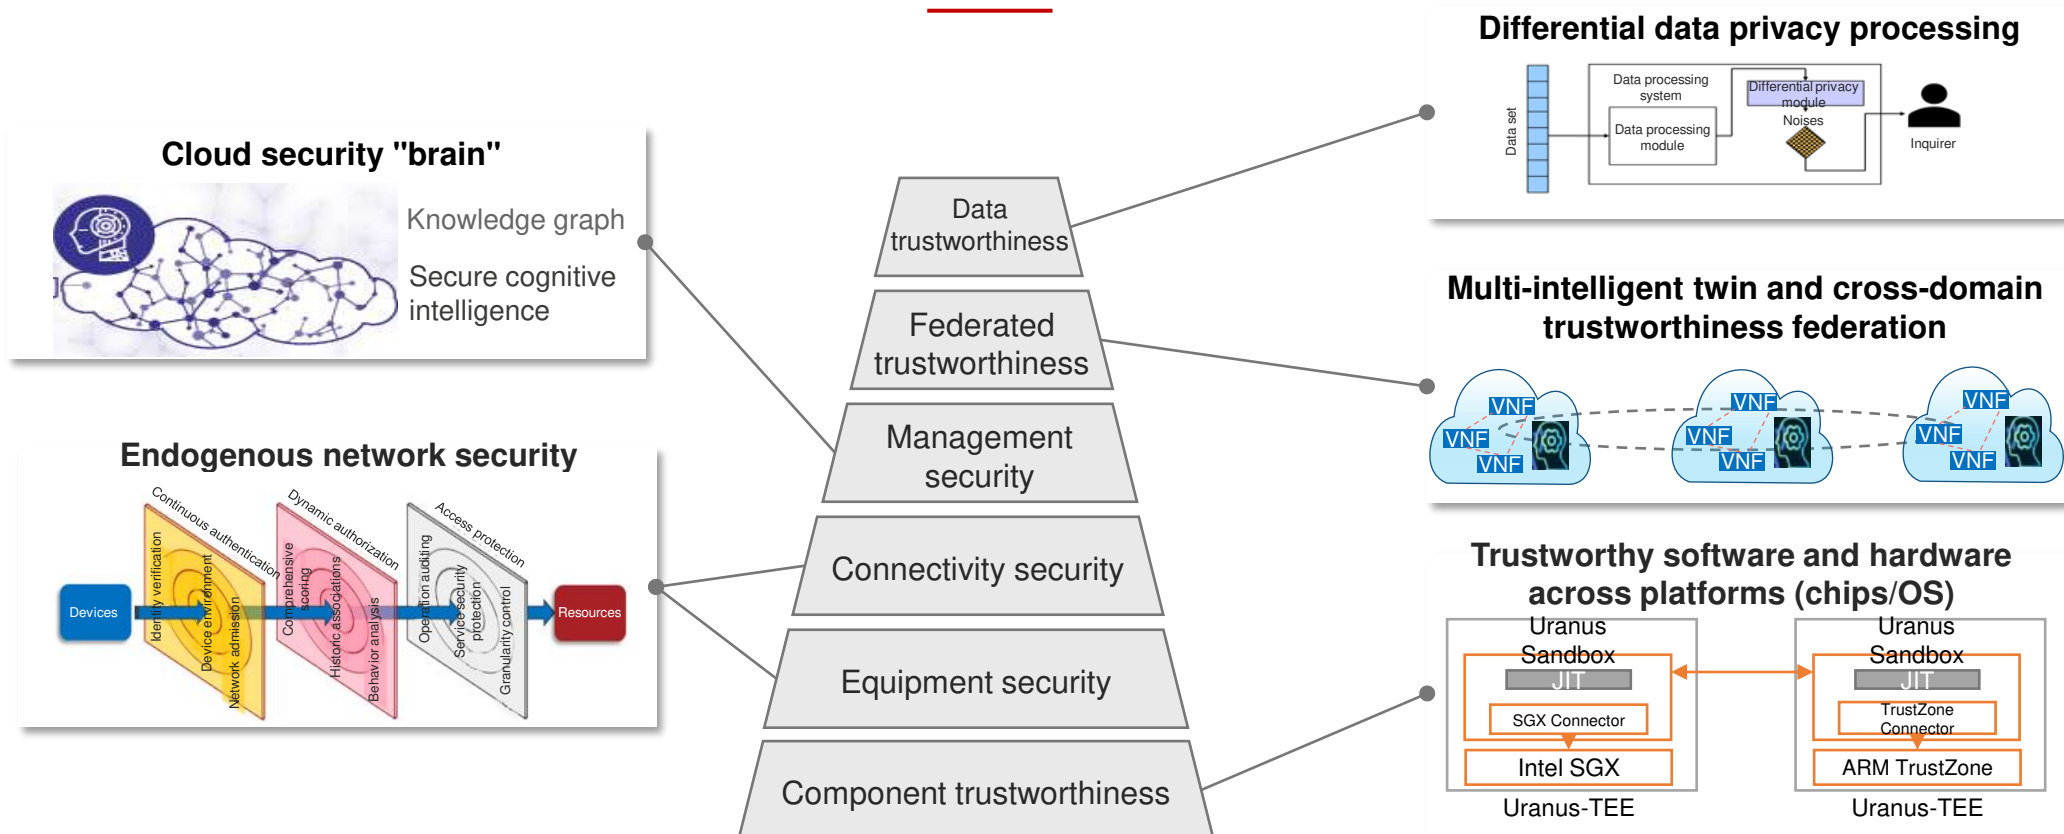 Cloud security "brain"
Knowledge graph
Secure cognitive
intelligence
Endogenous network security
Continuous authentication
Dynamic authorization
Access protection
Devices
Identity verification
Device environment
Network admission
Comprehensive
scoring
Historic associations
Behavior analysis
Operation auditing
Service security
protection
Granularity control
Resources
Data
trustworthiness
Federated
trustworthiness
Management
security
Connectivity security
Equipment security
Component trustworthiness
Differential data privacy processing
Data set
Data processing
system
Data processing
module
Differential privacy
module
Noises
Inquirer
Multi-intelligent twin and cross-domain
trustworthiness federation
VNF
VNF
VNF
VNF
VNF
VNF
VNF
VNF
VNF
Trustworthy software and hardware
across platforms (chips/OS)
Uranus
Sandbox
JIT
SGX Connector
Intel SGX
Uranus-TEE
Uranus
Sandbox
JIT
TrustZone
Connector
ARM TrustZone
Uranus-TEE